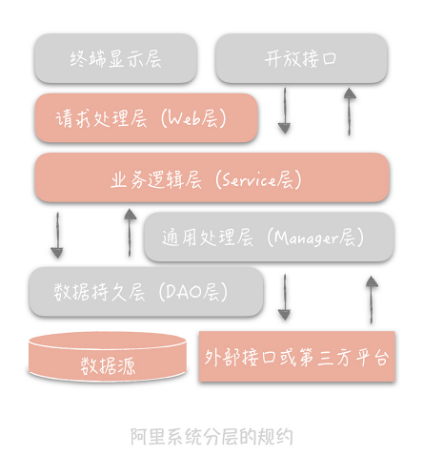 终端显示层
开放接口
请求处理层（Web层）
业务逻辑层（Service层）
通用处理层（Manager层）
数据持久层（DAO层）
数据源
外部接口或第三方平台
阿里系统分层的规约